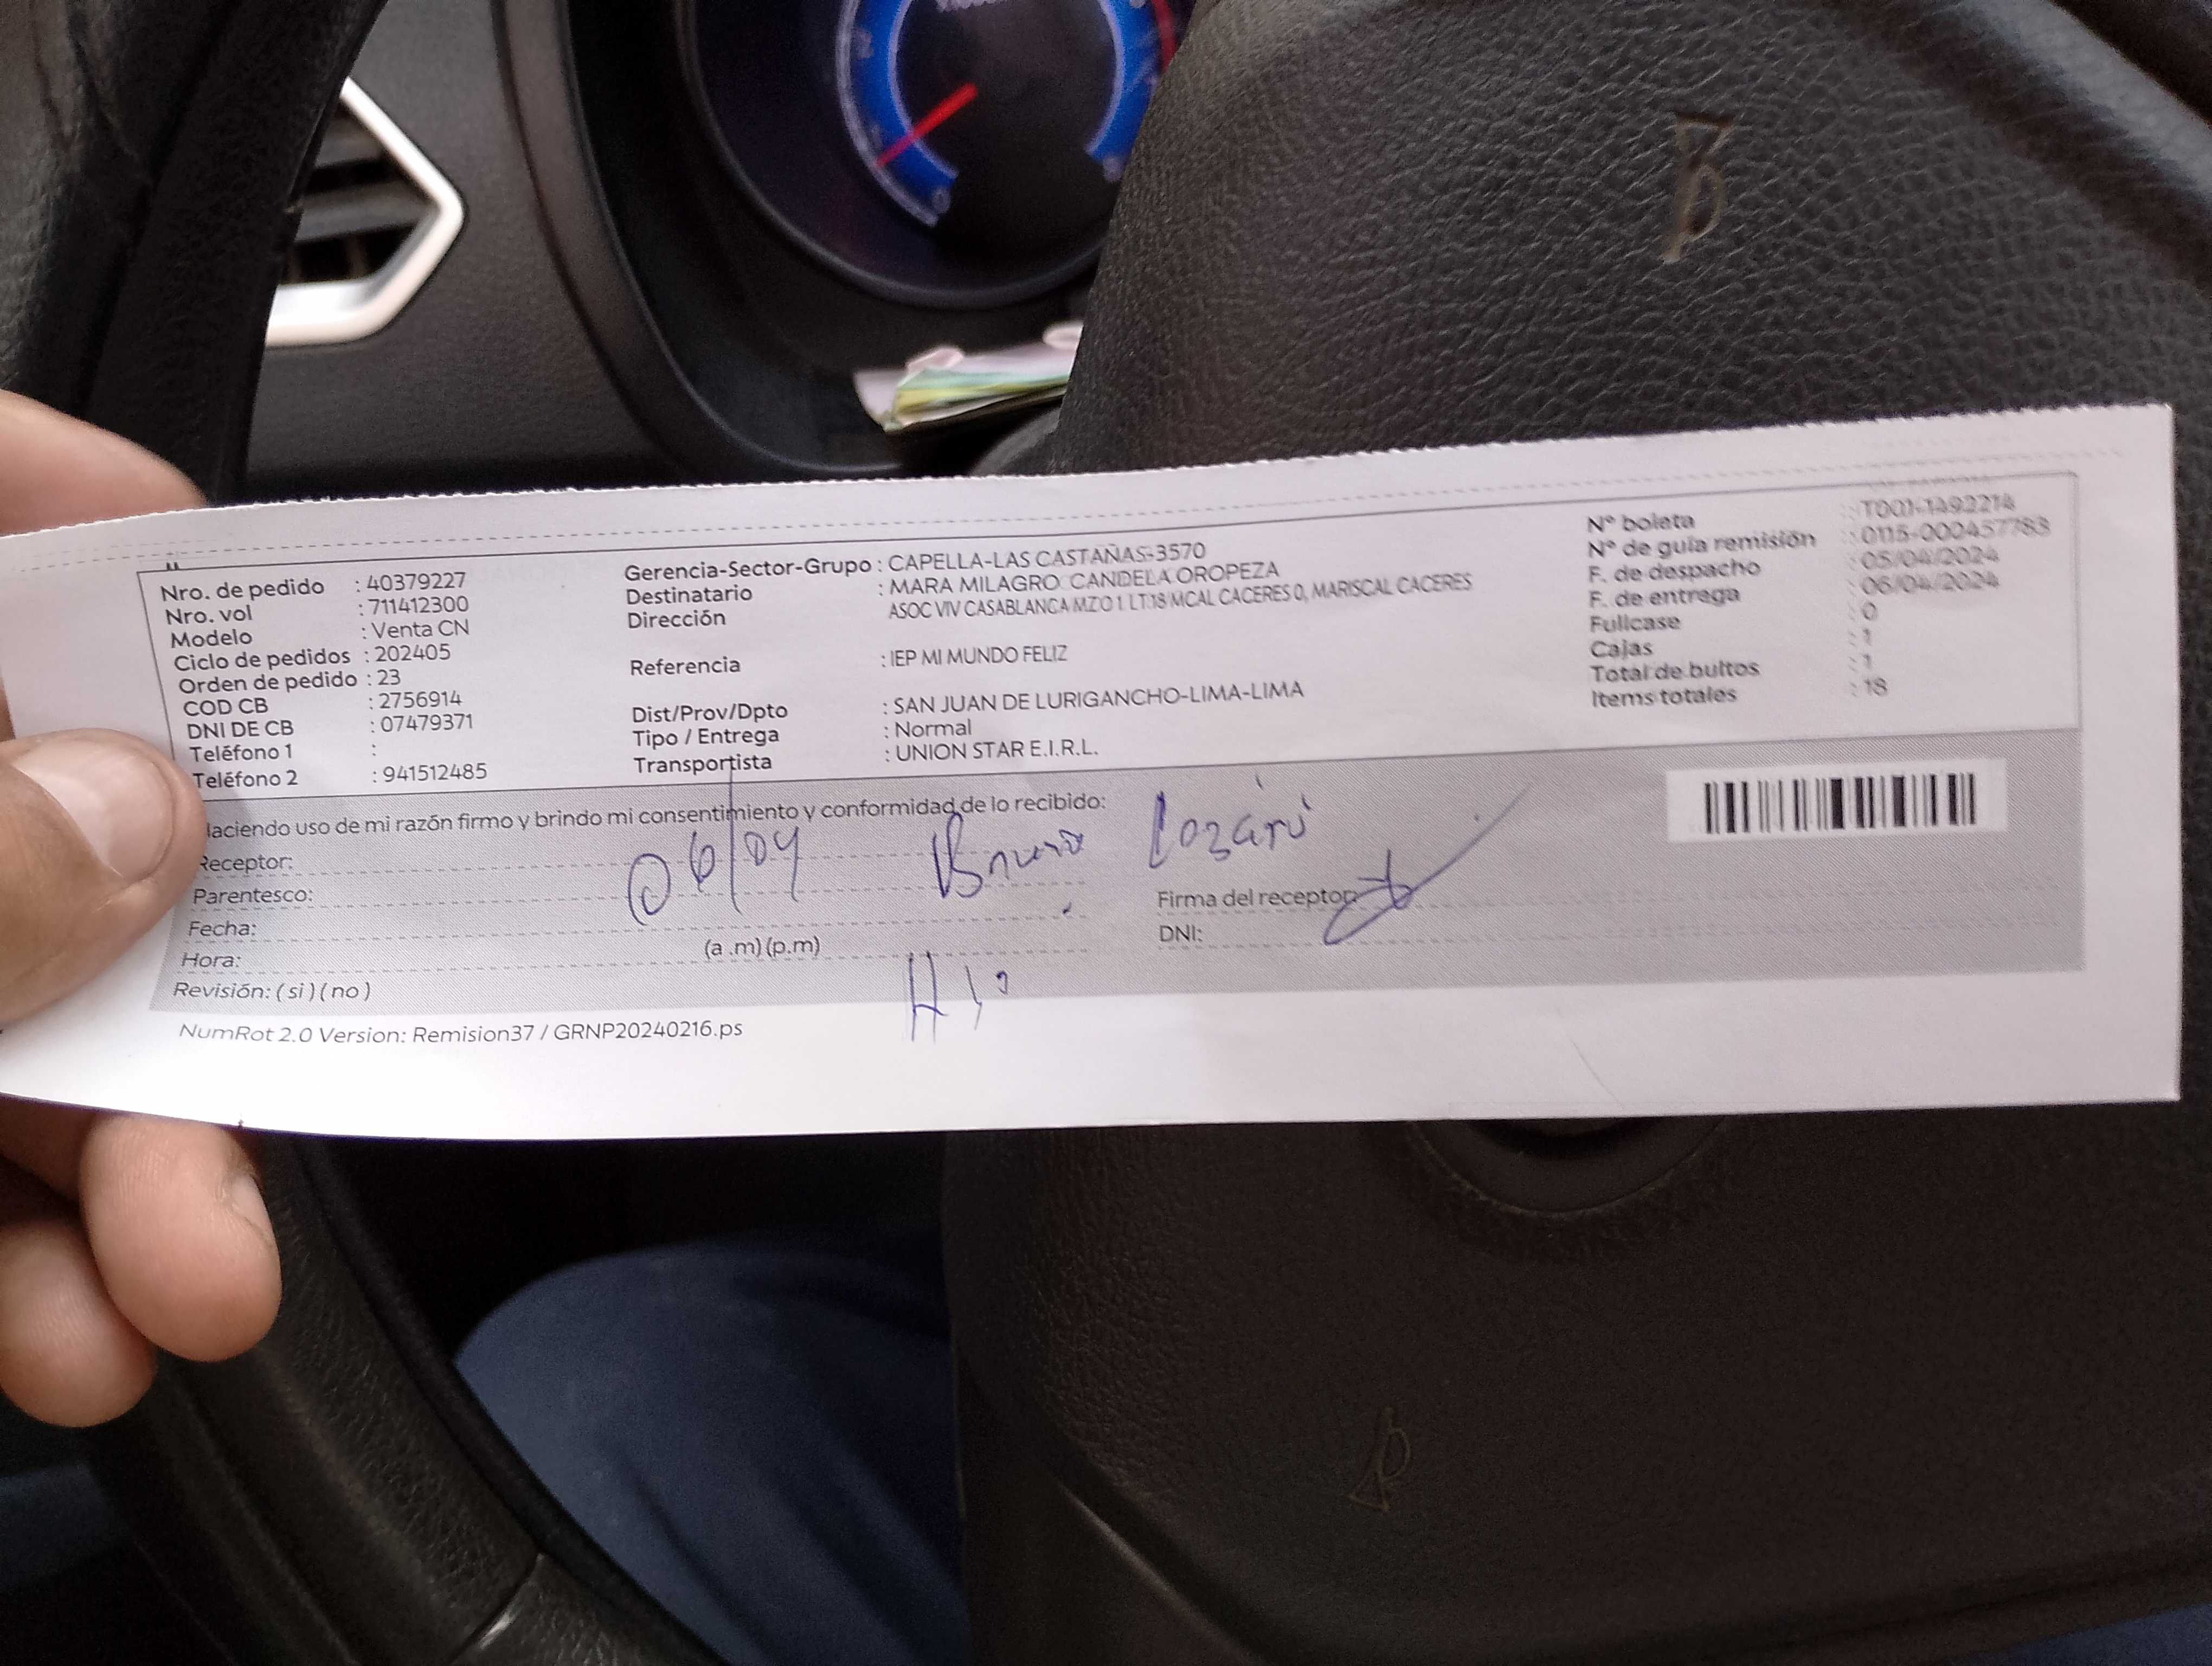 Nro. de pedido : 40379227
Nro. vol : 711412300
Modelo : Venta CN
Ciclo de pedidos : 202405
Orden de pedido : 23
COD CB : 2756914
DNI DE CB : 07479371
Teléfono 1 :
Teléfono 2 : 941512485
Gerencia-Sector-Grupo : CAPELLA-LAS CASTAÑAS-3570
Destinatario : MARA MILAGRO CANDELA OROPEZA
Dirección ASOC VIV CASABLANCA MZ O 1 LT 18 MCAL CACERES 0, MARISCAL CACERES
Referencia : IEP MI MUNDO FELIZ
Dist/Prov/Dpto : SAN JUAN DE LURIGANCHO-LIMA-LIMA
Tipo / Entrega : Normal
Transportista : UNION STAR E.I.R.L.
N° boleta : T001-1492214
N° de guía remisión : 0115-000457783
F. de despacho : 05/04/2024
F. de entrega : 06/04/2024
Fullcase : 0
Cajas : 1
Total de bultos : 1
Items totales : 18
Haciendo uso de mi razón firmo y brindo mi consentimiento y conformidad de lo recibido:
Receptor:
Parentesco:
Fecha:
Hora: (a .m) (p.m)
Revisión: ( si ) ( no )
06/04
Firma del receptor:
DNI:
NumRot 2.0 Version: Remision37 / GRNP20240216.ps